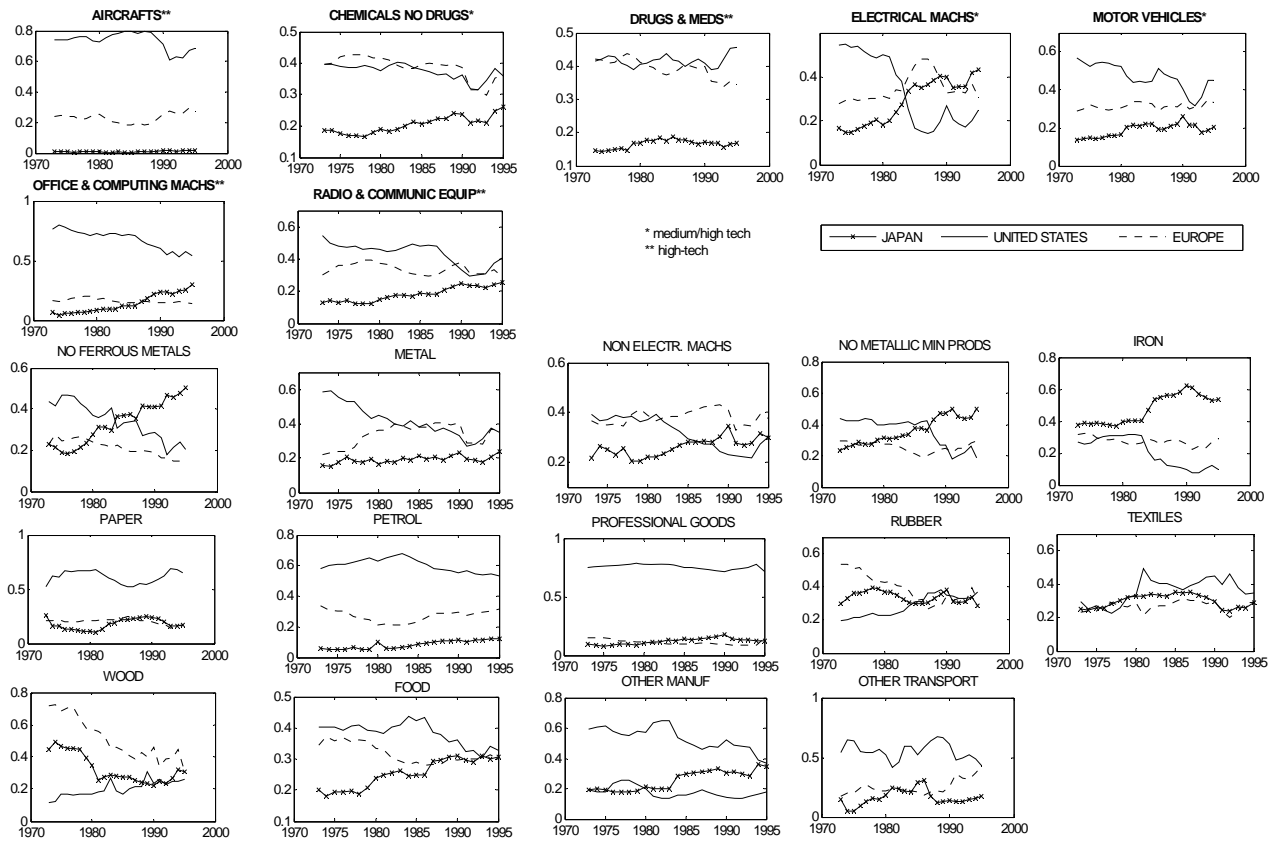 AIRCRAFTS**
CHEMICALS NO DRUGS*
DRUGS & MEDS**
ELECTRICAL MACHS*
MOTOR VEHICLES*
0.8
0.6
0.4
0.2
0
1970 1980 1990 2000
0.5
0.4
0.3
0.2
0.1
1970 1975 1980 1985 1990 1995
0.5
0.4
0.3
0.2
0.1
1970 1980 1990 2000
0.4
0.2
1970 1980 1990 2000
0.6
0.4
0.2
0
1970 1980 1990 2000
OFFICE & COMPUTING MACHS**
RADIO & COMMUNIC EQUIP**
1
0.5
0
1970 1980 1990 2000
0.6
0.4
0.2
0
1970 1975 1980 1985 1990 1995
* medium/high tech
** high-tech
JAPAN UNITED STATES EUROPE
NO FERROUS METALS
METAL
NON ELECTR. MACHS
NO METALLIC MIN PRODS
IRON
0.6
0.4
0.2
0
1970 1980 1990 2000
0.6
0.4
0.2
0
1970 1975 1980 1985 1990 1995
0.6
0.4
0.2
1970 1975 1980 1985 1990 1995
0.8
0.6
0.4
0.2
0
1970 1980 1990 2000
0.8
0.6
0.4
0.2
0
1970 1980 1990 2000
PAPER
PETROL
PROFESSIONAL GOODS
RUBBER
TEXTILES
1
0.5
0
1970 1980 1990 2000
0.8
0.6
0.4
0.2
0
1970 1975 1980 1985 1990 1995
1
0.5
0
1970 1975 1980 1985 1990 1995
0.6
0.4
0.2
0
1970 1980 1990 2000
0.6
0.4
0.2
0
1970 1975 1980 1985 1990 1995
WOOD
FOOD
OTHER MANUF
OTHER TRANSPORT
0.8
0.6
0.4
0.2
0
1970 1980 1990 2000
0.5
0.4
0.3
0.2
0.1
1970 1975 1980 1985 1990 1995
0.8
0.6
0.4
0.2
0
1970 1975 1980 1985 1990 1995
1
0.5
0
1970 1980 1990 2000